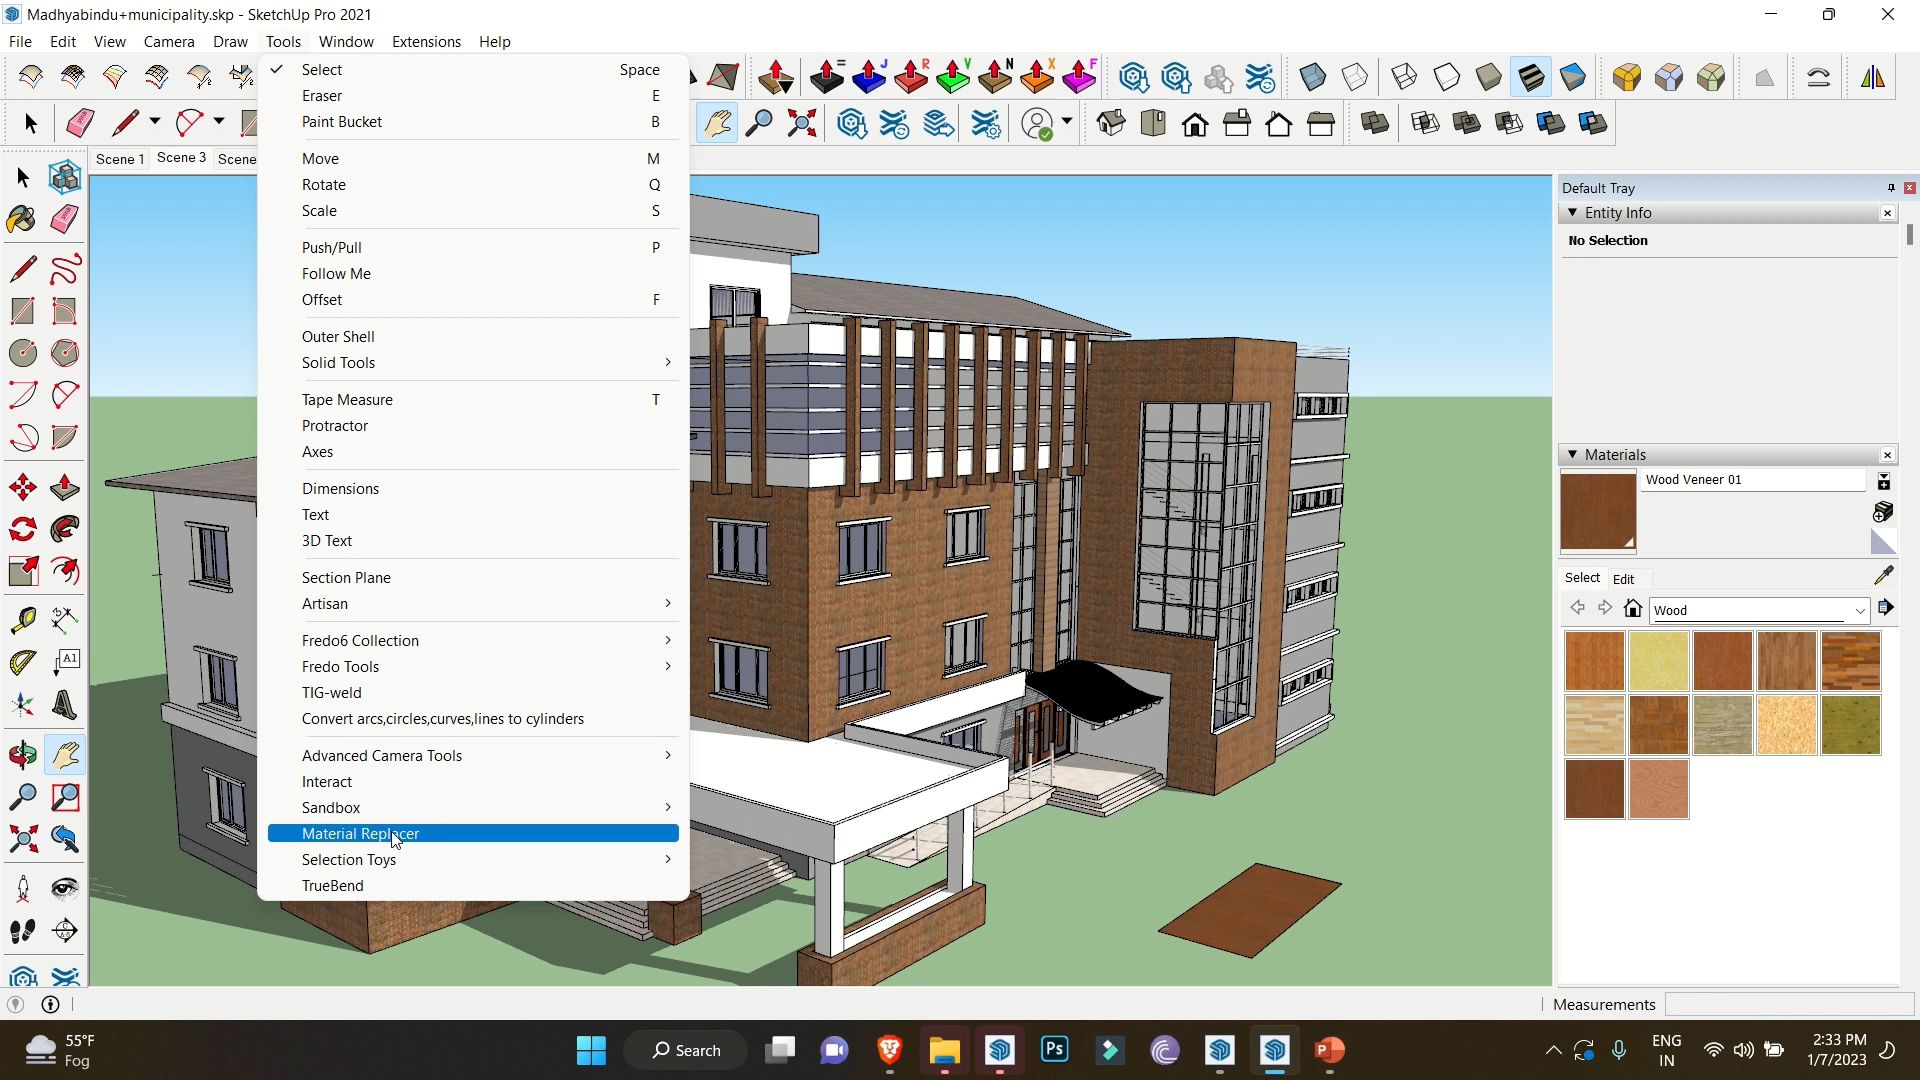 Madhyabindu+municipality.skp - SketchUp Pro 2021
File Edit View Camera Draw Tools Window Extensions Help
Select Space
Eraser E
Paint Bucket B
Move M
Rotate Q
Scale S
Push/Pull P
Follow Me
Offset F
Outer Shell
Solid Tools
Tape Measure T
Protractor
Axes
Dimensions
Text
3D Text
Section Plane
Artisan
Fredo6 Collection
Fredo Tools
TIG-weld
Convert arcs,circles,curves,lines to cylinders
Advanced Camera Tools
Interact
Sandbox
Material Replacer
Selection Toys
TrueBend
= J R V N X F
Scene 1 Scene 3 Scene
A1
Default Tray
Entity Info
No Selection
Materials
Wood Veneer 01
Select Edit
Wood
Measurements
55°F
Fog
Search
Ps
P
ENG
IN
2:33 PM
1/7/2023